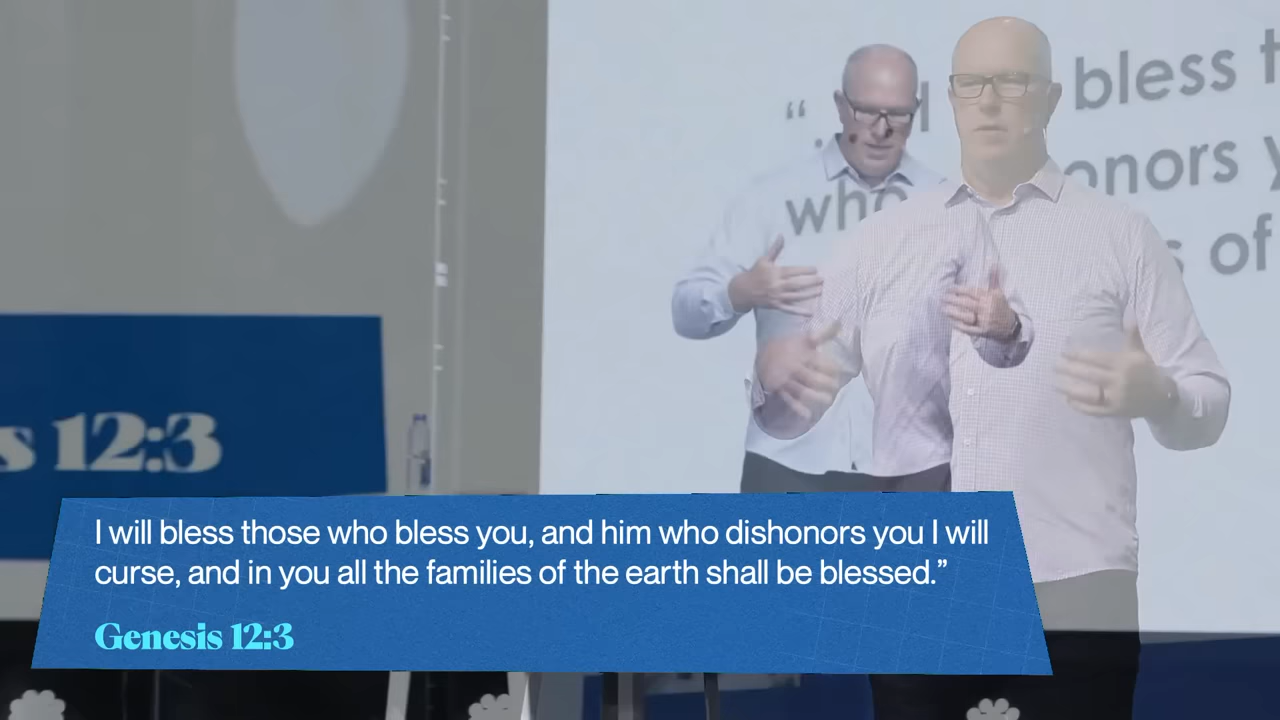 “ bless
who onors
of
s 12:3
I will bless those who bless you, and him who dishonors you I will
curse, and in you all the families of the earth shall be blessed.”
Genesis 12:3